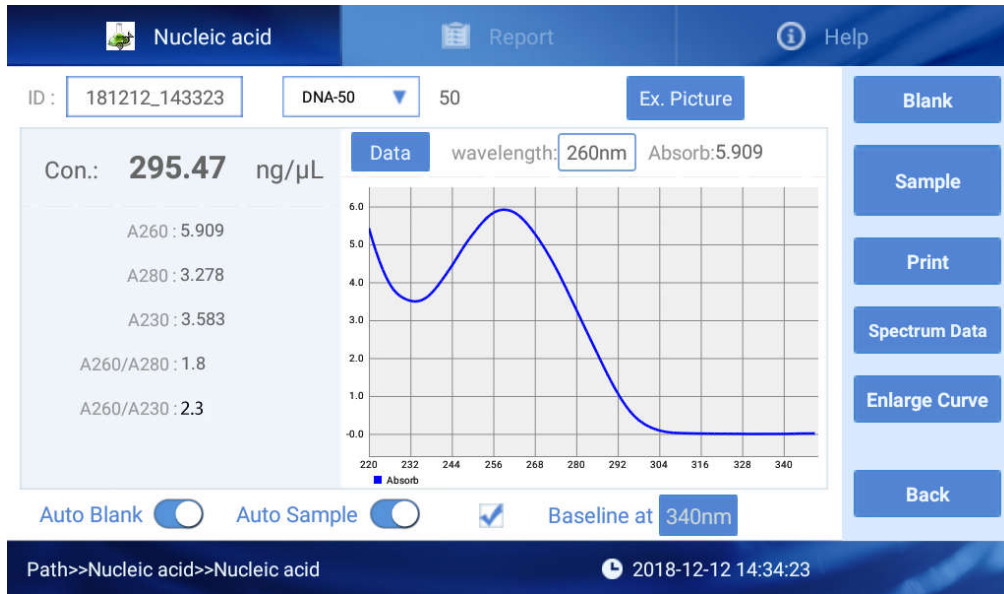 Nucleic acid
Report
Help
ID : 181212_143323 DNA-50 50 Ex. Picture
Blank
Con.: 295.47 ng/µL
Data wavelength: 260nm Absorb:5.909
Sample
A260 : 5.909
A280 : 3.278
A230 : 3.583
A260/A280 : 1.8
A260/A230 : 2.3
6.0
5.0
4.0
3.0
2.0
1.0
-0.0
220 232 244 256 268 280 292 304 316 328 340
Absorb
Print
Spectrum Data
Enlarge Curve
Back
Auto Blank Auto Sample Baseline at 340nm
Path>>Nucleic acid>>Nucleic acid 2018-12-12 14:34:23